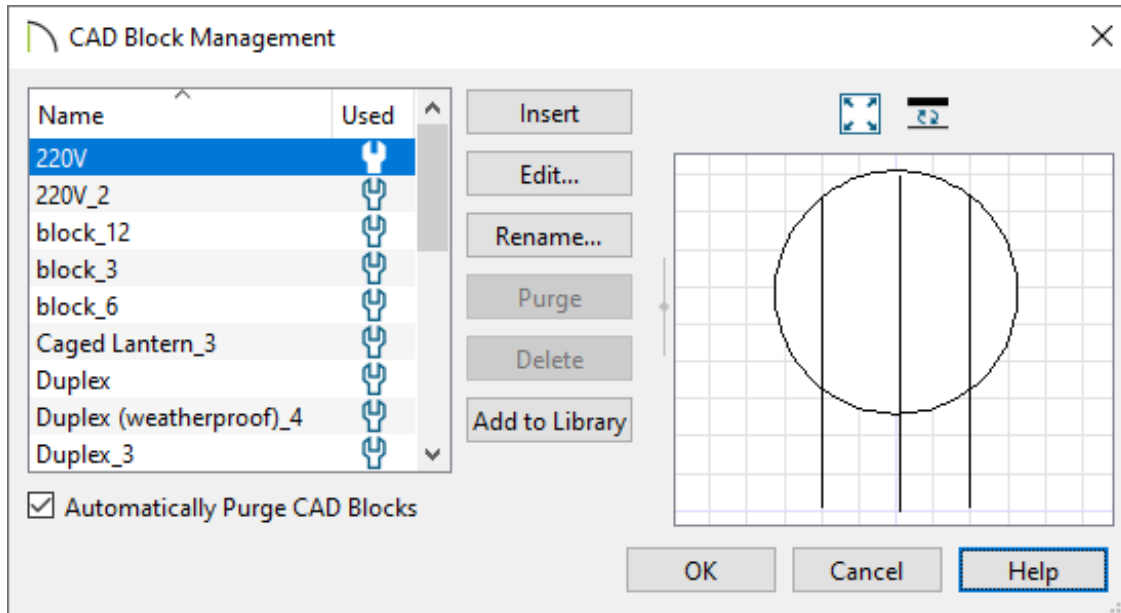 CAD Block Management
Name Used
220V
220V_2
block_12
block_3
block_6
Caged Lantern_3
Duplex
Duplex (weatherproof)_4
Duplex_3
Automatically Purge CAD Blocks
Insert
Edit...
Rename...
Purge
Delete
Add to Library
OK Cancel Help